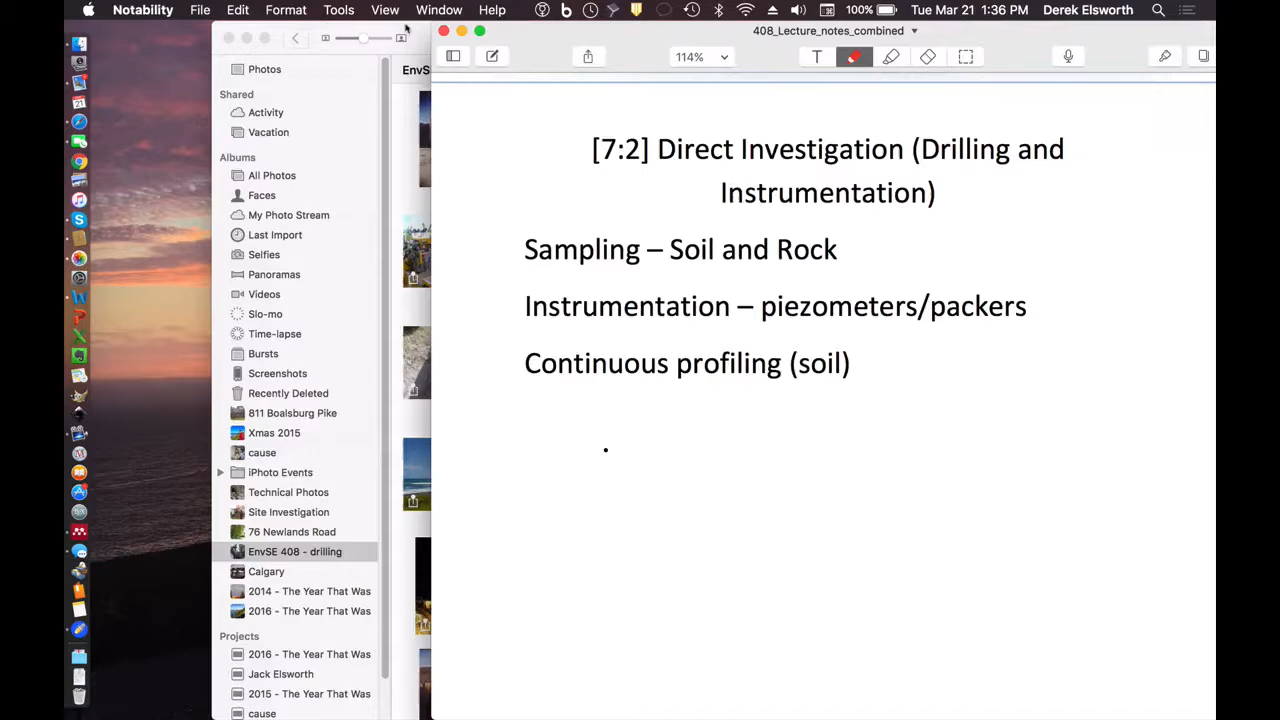 Notability File Edit Format Tools View Window Help 100% Tue Mar 21 1:36 PM Derek Elsworth
408_Lecture_notes_combined
114% T
EnvS
Photos
Shared
Activity
Vacation
Albums
All Photos
Faces
My Photo Stream
Last Import
Selfies
Panoramas
Videos
Slo-mo
Time-lapse
Bursts
Screenshots
Recently Deleted
811 Boalsburg Pike
Xmas 2015
cause
iPhoto Events
Technical Photos
Site Investigation
76 Newlands Road
EnvSE 408 - drilling
Calgary
2014 - The Year That Was
2016 - The Year That Was
Projects
2016 - The Year That Was
Jack Elsworth
2015 - The Year That Was
cause
[7:2] Direct Investigation (Drilling and
Instrumentation)
Sampling – Soil and Rock
Instrumentation – piezometers/packers
Continuous profiling (soil)